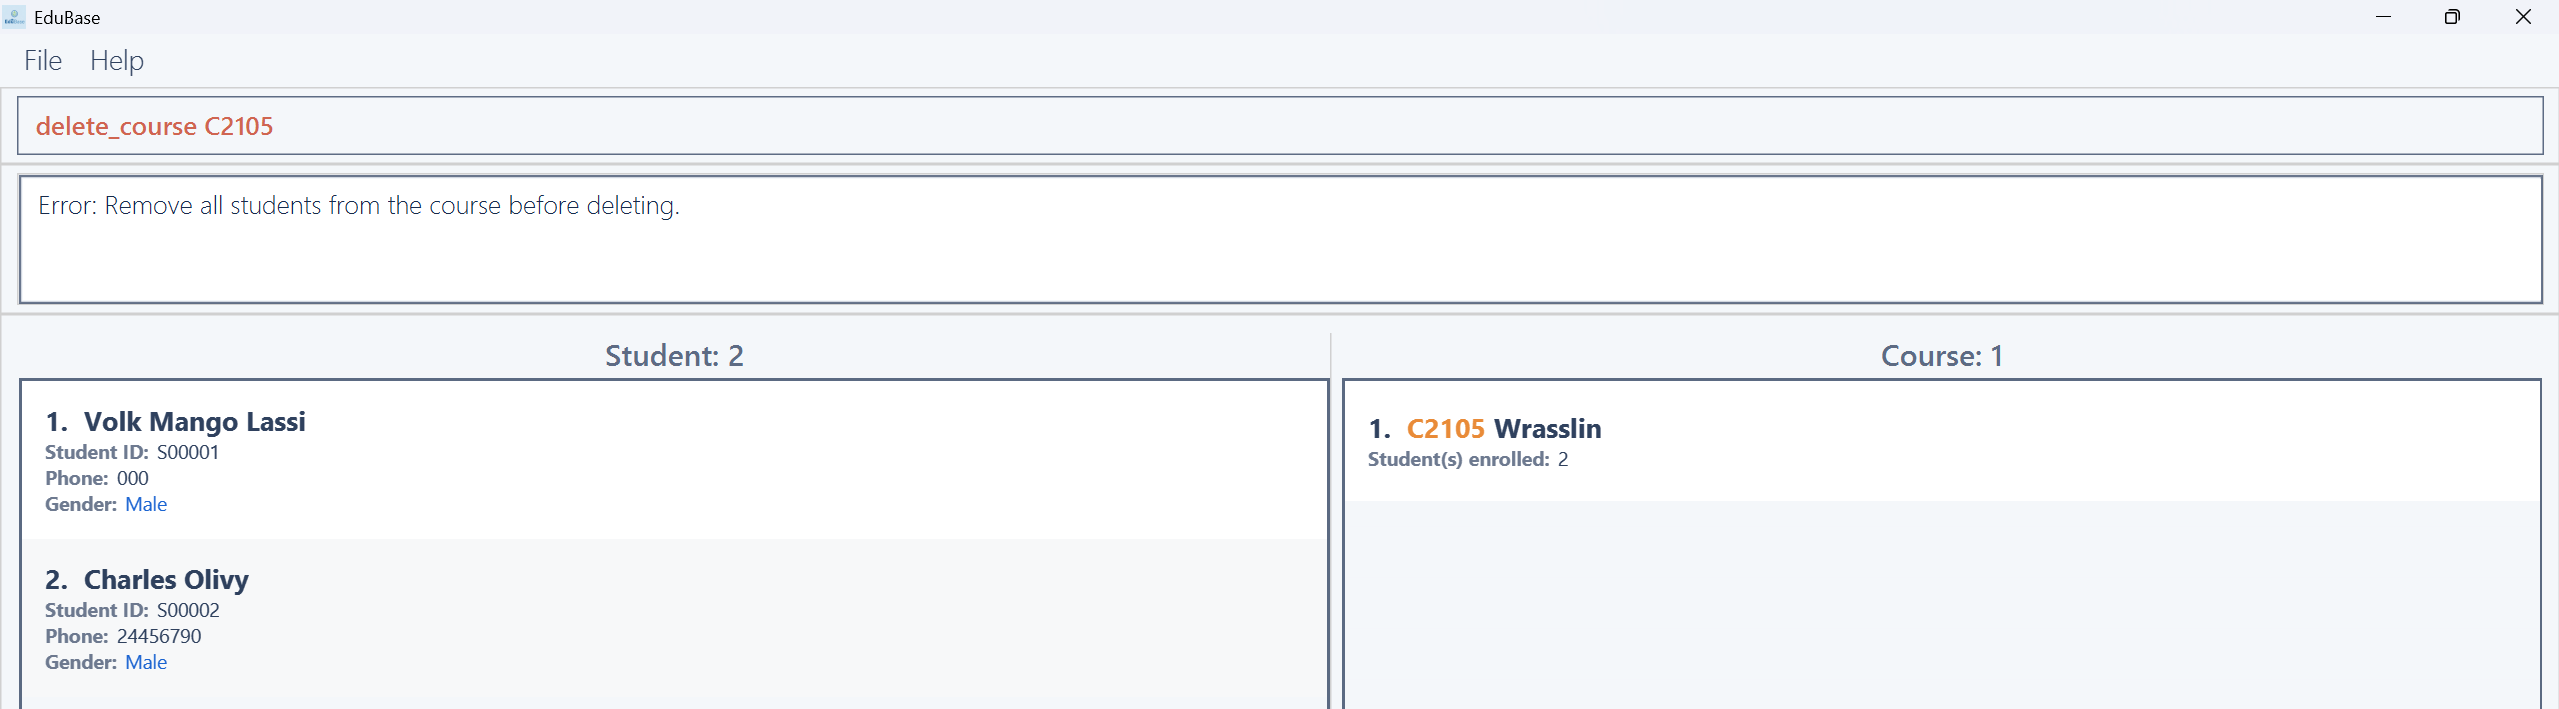 EduBase
File Help
delete_course C2105
Error: Remove all students from the course before deleting.
Student: 2
1. Volk Mango Lassi
Student ID: S00001
Phone: 000
Gender: Male
2. Charles Olivy
Student ID: S00002
Phone: 24456790
Gender: Male
Course: 1
1. C2105 Wrasslin
Student(s) enrolled: 2